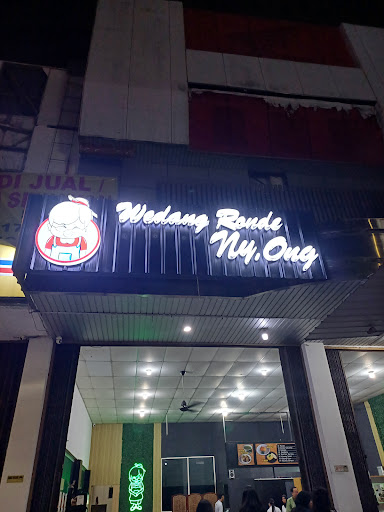 DI JUAL /
Wedang Ronde
Ny. Ong